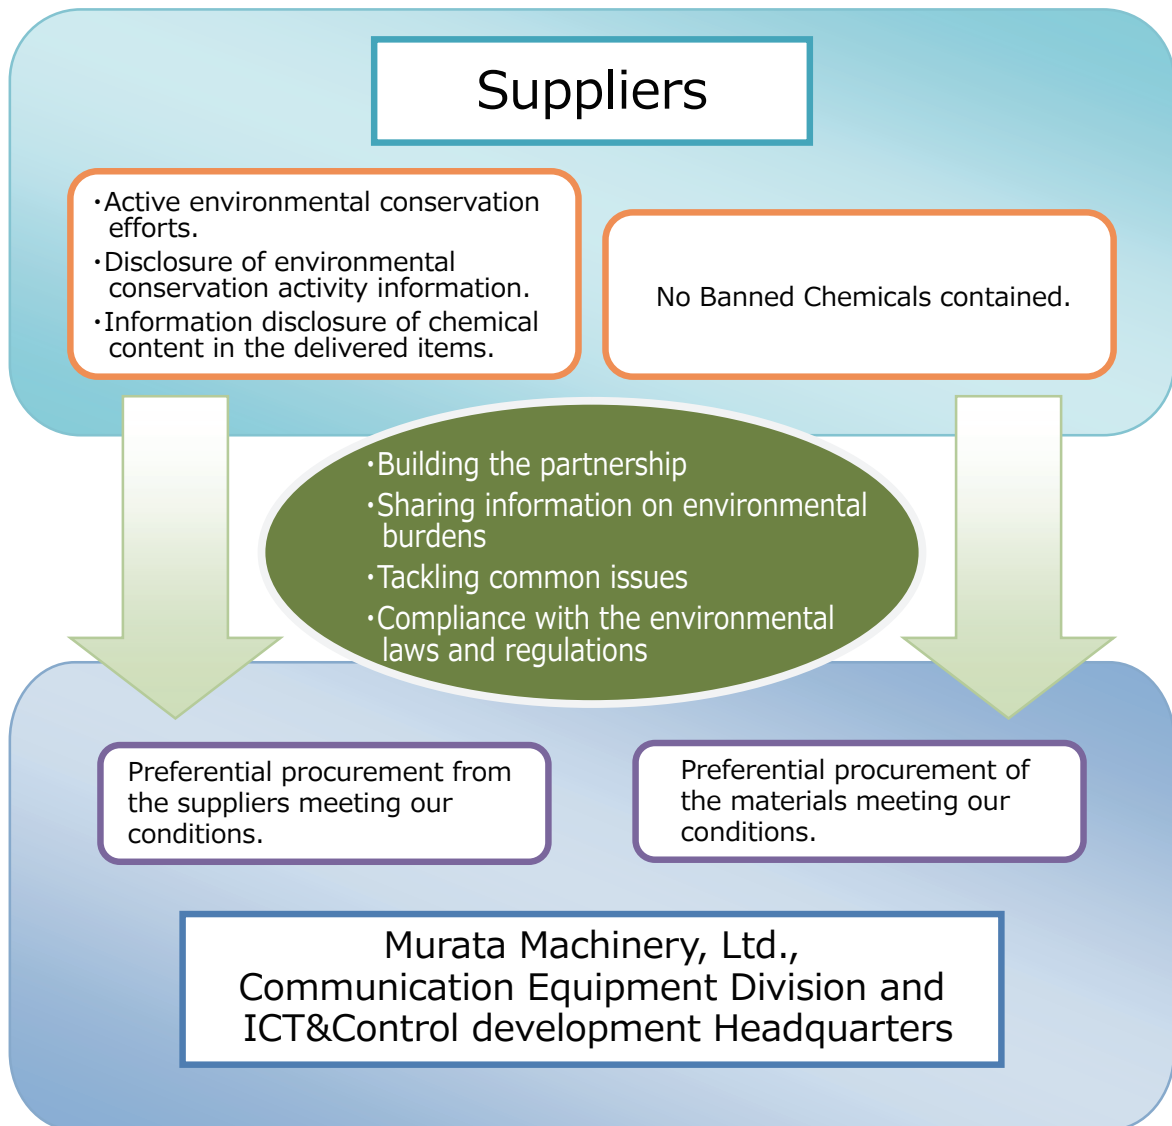 Suppliers
・Active environmental conservation
efforts.
・Disclosure of environmental
conservation activity information.
・Information disclosure of chemical
content in the delivered items.
No Banned Chemicals contained.
・Building the partnership
・Sharing information on environmental
burdens
・Tackling common issues
・Compliance with the environmental
laws and regulations
Preferential procurement from
the suppliers meeting our
conditions.
Preferential procurement of
the materials meeting our
conditions.
Murata Machinery, Ltd.,
Communication Equipment Division and
ICT&Control development Headquarters